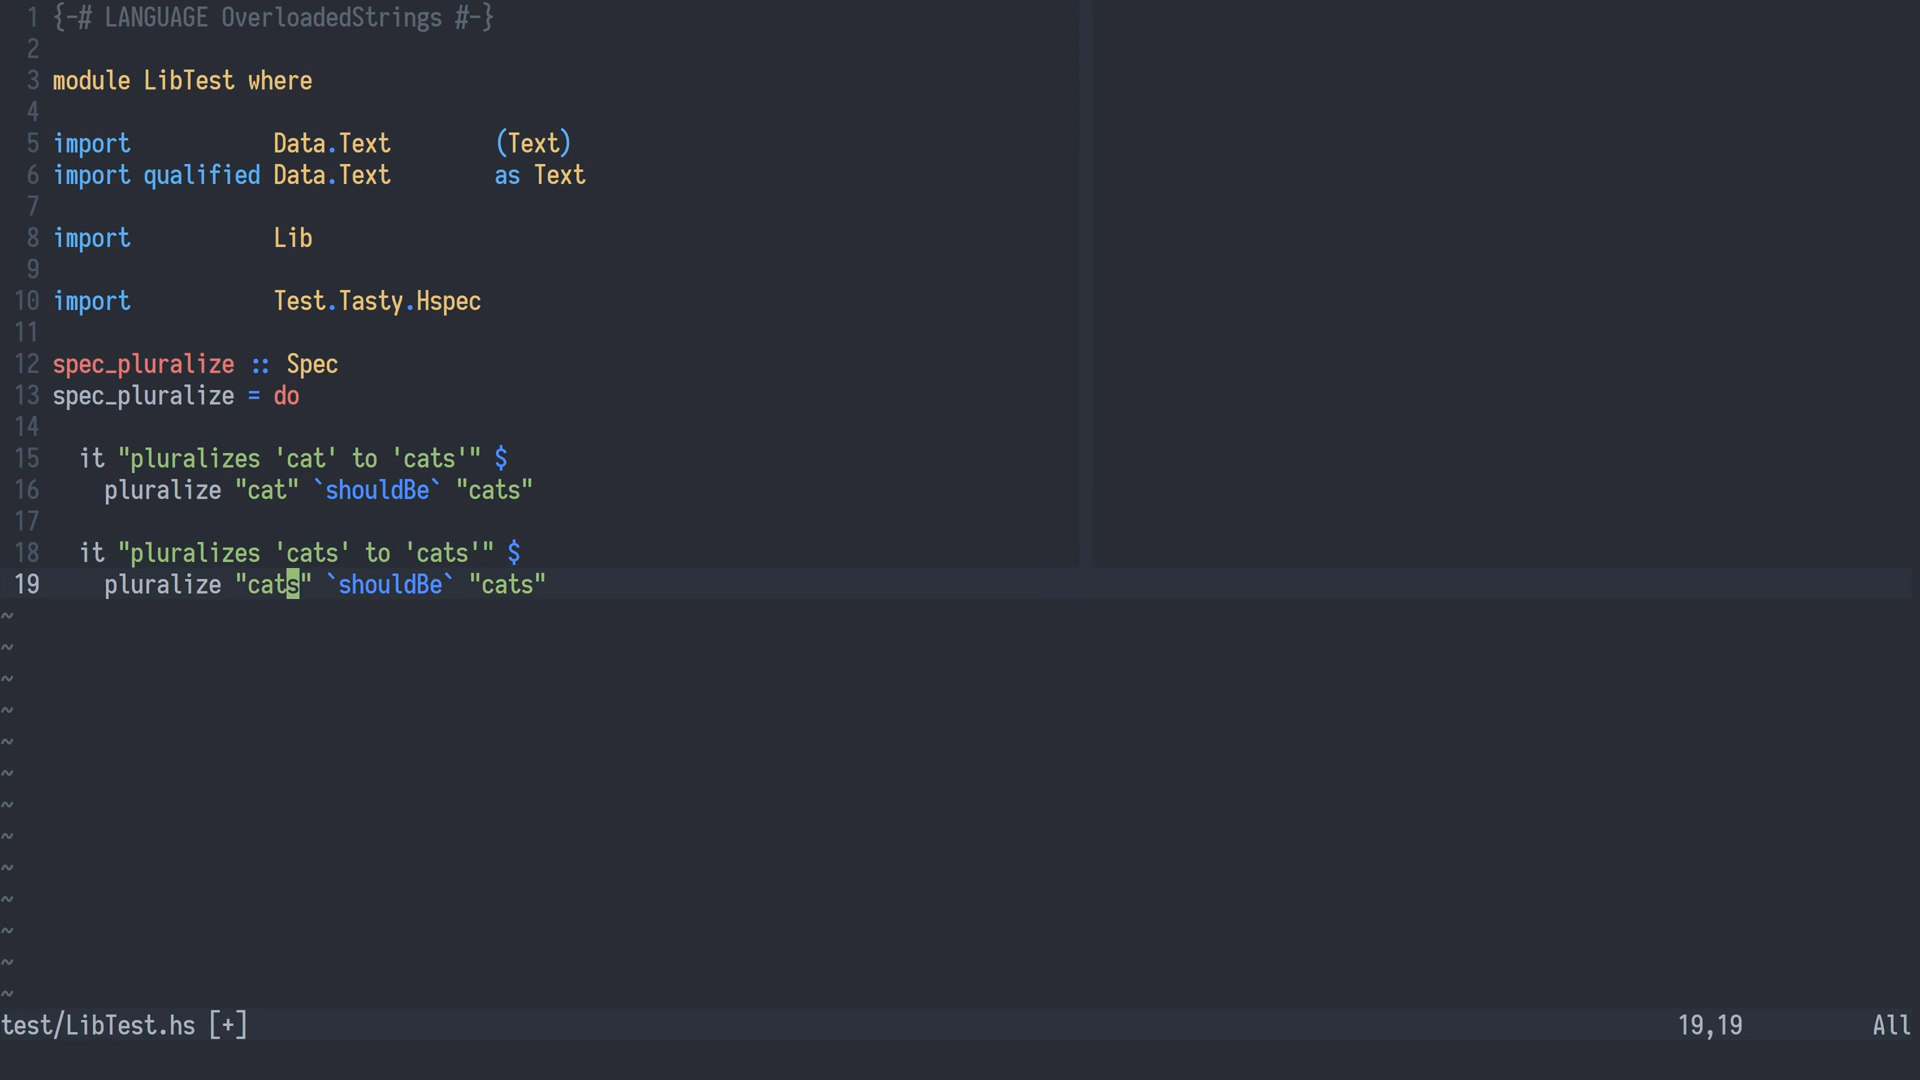 1 {-# LANGUAGE OverloadedStrings #-}
2
3 module LibTest where
4
5 import           Data.Text        (Text)
6 import qualified Data.Text        as Text
7
8 import           Lib
9
10 import           Test.Tasty.Hspec
11
12 spec_pluralize :: Spec
13 spec_pluralize = do
14
15   it "pluralizes 'cat' to 'cats'" $
16     pluralize "cat" `shouldBe` "cats"
17
18   it "pluralizes 'cats' to 'cats'" $
19     pluralize "cats" `shouldBe` "cats"
~
~
~
~
~
~
~
~
~
~
~
~
~
test/LibTest.hs [+] 19,19 All